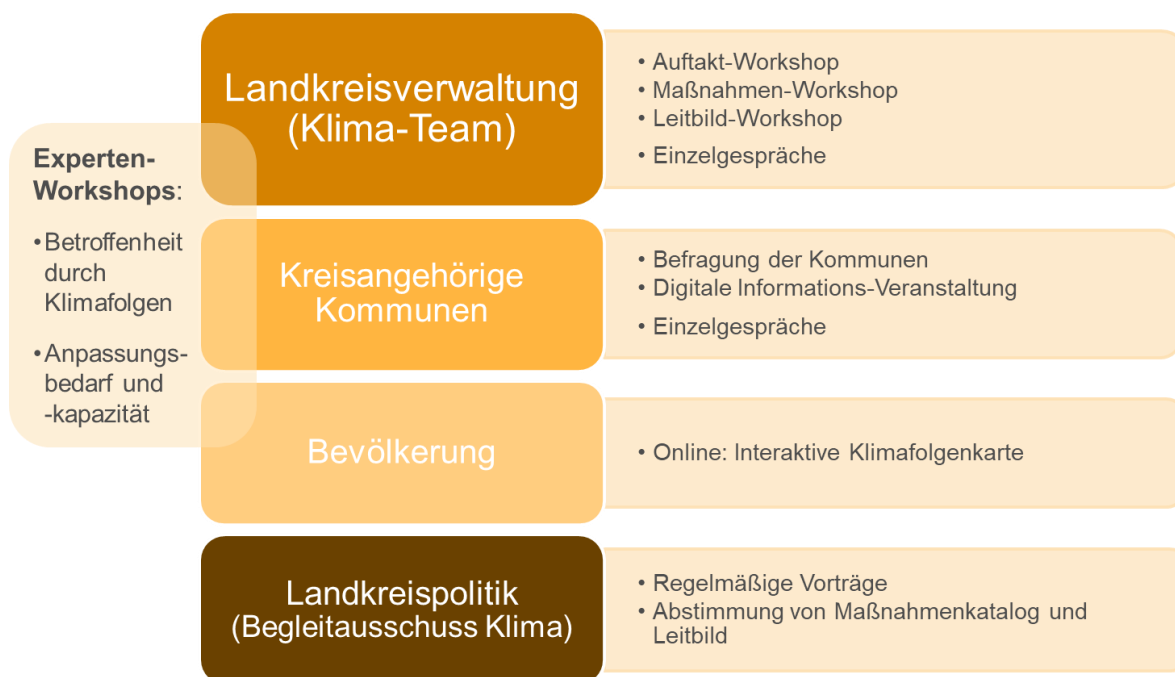 Experten-
Workshops:
•Betroffenheit
durch
Klimafolgen
•Anpassungs-
bedarf und
-kapazität
Landkreisverwaltung
(Klima-Team)
• Auftakt-Workshop
• Maßnahmen-Workshop
• Leitbild-Workshop
• Einzelgespräche
Kreisangehörige
Kommunen
• Befragung der Kommunen
• Digitale Informations-Veranstaltung
• Einzelgespräche
Bevölkerung
• Online: Interaktive Klimafolgenkarte
Landkreispolitik
(Begleitausschuss Klima)
• Regelmäßige Vorträge
• Abstimmung von Maßnahmenkatalog und
Leitbild